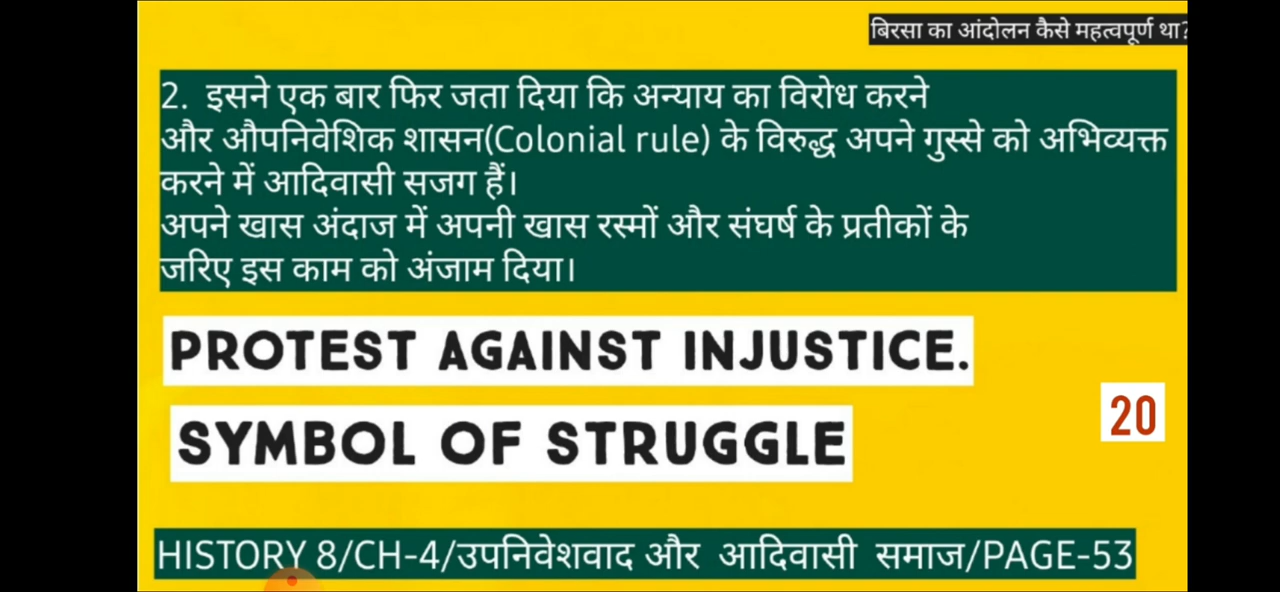 बिरसा का आंदोलन कैसे महत्वपूर्ण था?
2. इसने एक बार फिर जता दिया कि अन्याय का विरोध करने
और औपनिवेशिक शासन(Colonial rule) के विरुद्ध अपने गुस्से को अभिव्यक्त
करने में आदिवासी सजग हैं।
अपने खास अंदाज में अपनी खास रस्मों और संघर्ष के प्रतीकों के
जरिए इस काम को अंजाम दिया।
PROTEST AGAINST INJUSTICE.
20
SYMBOL OF STRUGGLE
HISTORY 8/CH-4/उपनिवेशवाद और आदिवासी समाज/PAGE-53